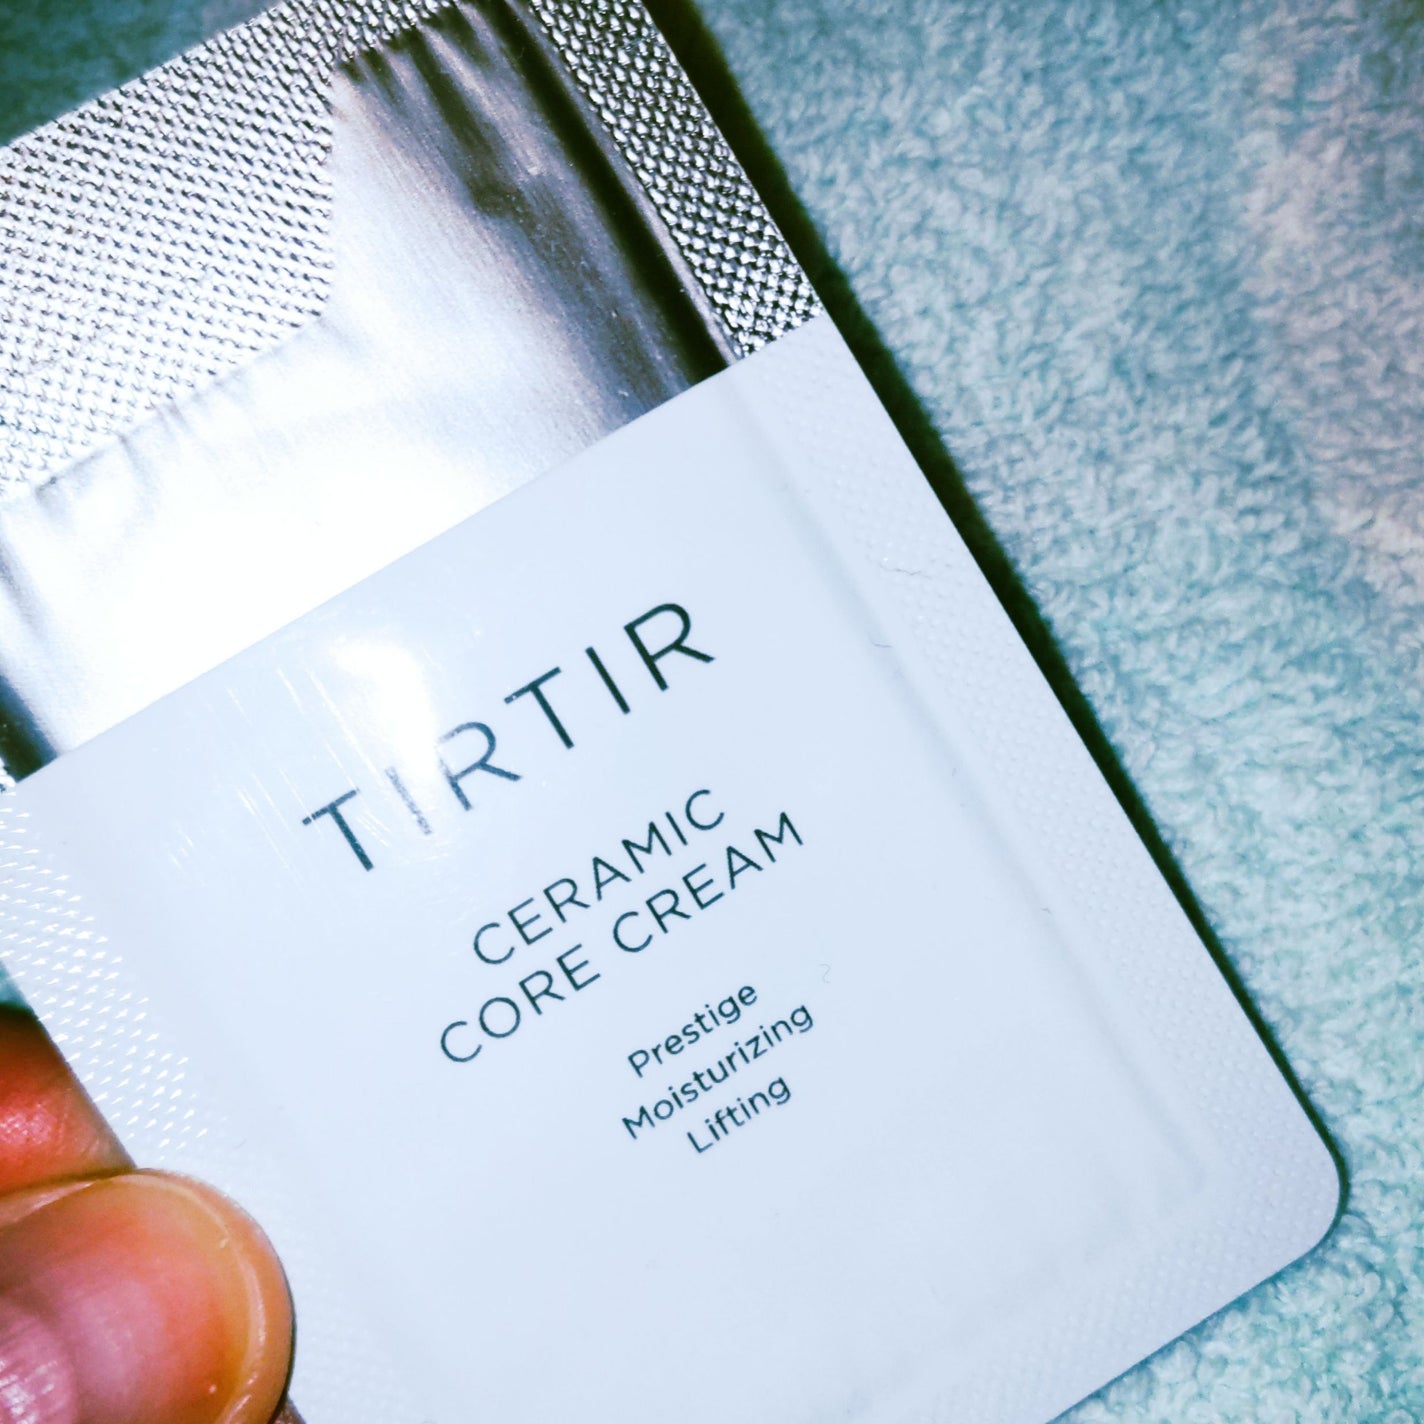 TIRTIR
CERAMIC
CORE CREAM
Prestige
Moisturizing
Lifting